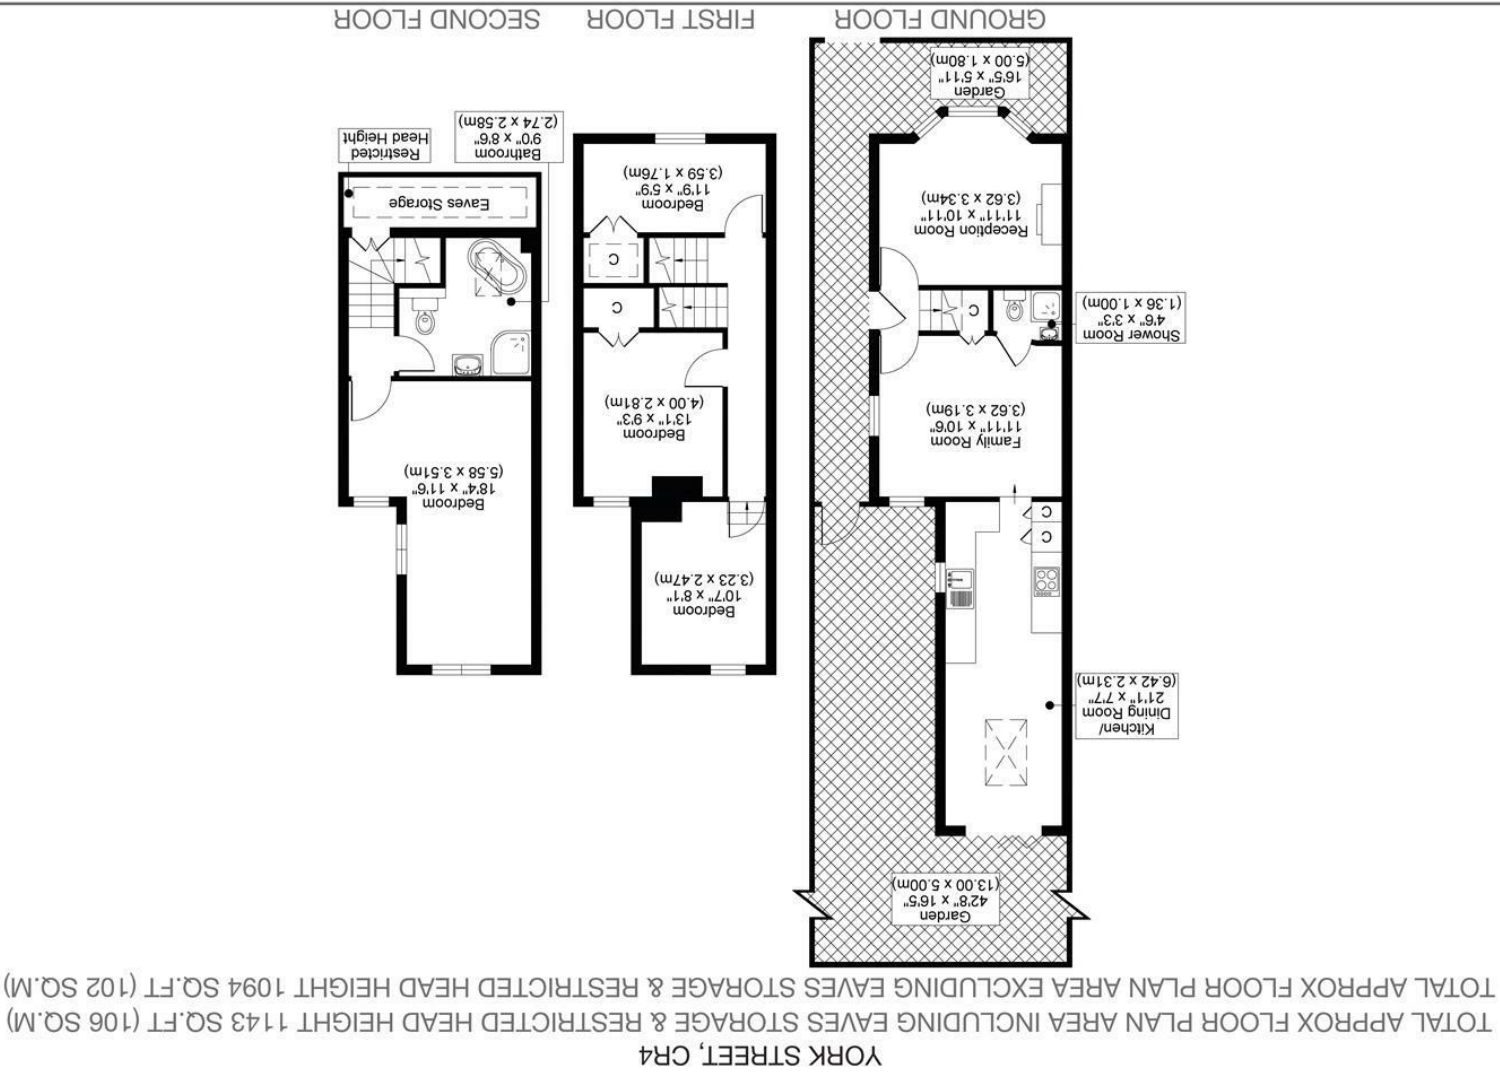 YORK STREET, CR4
TOTAL APPROX FLOOR PLAN AREA INCLUDING EAVES STORAGE & RESTRICTED HEAD HEIGHT 1143 SQ.FT (106 SQ.M)
TOTAL APPROX FLOOR PLAN AREA EXCLUDING EAVES STORAGE & RESTRICTED HEAD HEIGHT 1094 SQ.FT (102 SQ.M)
Garden
42'8" x 16'5"
(13.00 x 5.00m)
Kitchen/
Dining Room
21'1" x 7'7"
(6.42 x 2.31m)
C
C
Family Room
11'11" x 10'6"
(3.62 x 3.19m)
Shower Room
4'6" x 3'3"
(1.36 x 1.00m)
C
Reception Room
11'11" x 10'11"
(3.62 x 3.34m)
Garden
16'5" x 5'11"
(5.00 x 1.80m)
GROUND FLOOR
Bedroom
10'7" x 8'1"
(3.23 x 2.47m)
Bedroom
13'1" x 9'3"
(4.00 x 2.81m)
C
C
Bedroom
11'9" x 5'9"
(3.59 x 1.76m)
FIRST FLOOR
Bedroom
18'4" x 11'6"
(5.58 x 3.51m)
Eaves Storage
Bathroom
9'0" x 8'6"
(2.74 x 2.58m)
Restricted
Head Height
SECOND FLOOR